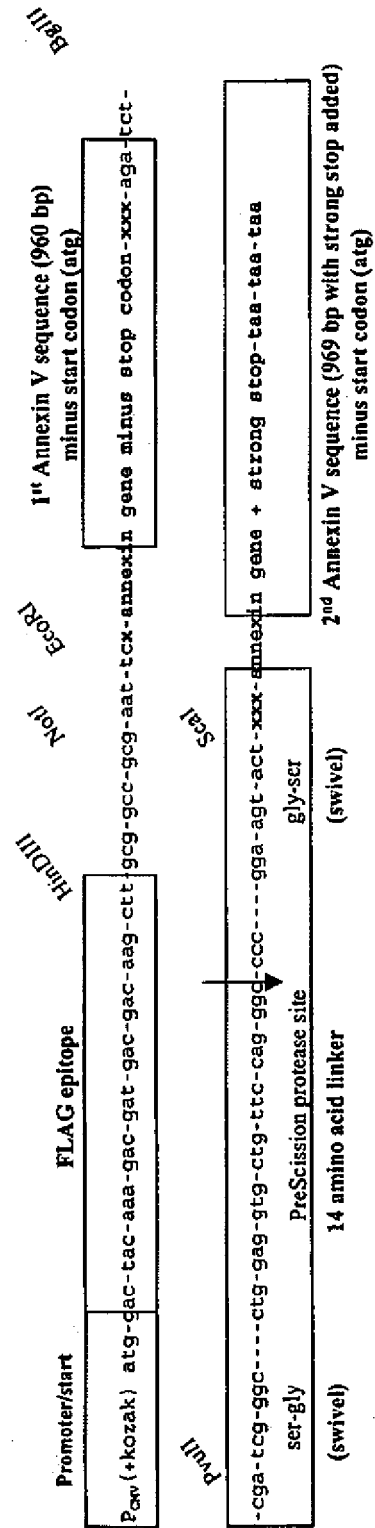 Promoter/start FLAG epitope HinDIII NotI EcoRI 1st Annexin V sequence (960 bp) BglII
minus start codon (atg)
PCMV (+kozak) atg-gac-tac-aaa-gac-gat-gac-gac-aag-ctt-gcg-gcc-gcg-aat-tcx-annexin gene minus stop codon-xxx-aga-tct-
PvuII ScaI
-cga-tcg-ggc----ctg-gag-gtg-ctg-ttc-cag-ggc-ccc----gga-agt-act-xxx-annexin gene + strong stop-taa-taa-taa
ser-gly PreScission protease site gly-ser
(swivel) 14 amino acid linker (swivel)
2nd Annexin V sequence (969 bp with strong stop added)
minus start codon (atg)